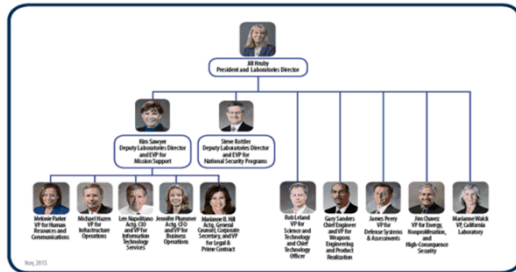 Jill Hruby
President and Laboratories Director
Kim Sawyer
Deputy Laboratories Director
and EVP for
Mission Support
Steve Rottler
Deputy Laboratories Director
and EVP for
National Security Programs
Melonie Parker
VP for Human
Resources and
Communications
Michael Hazen
VP for
Infrastructure
Operations
Len Napolitano
Actg. CIO
and VP for
Information
Technology
Services
Jennifer Plummer
Actg. CFO
and VP for
Business
Operations
Marianne B. Hill
Actg. General
Counsel, Corporate
Secretary, and VP
for Legal &
Prime Contract
Rob Leland
VP for
Science and
Technology
and Chief
Technology
Officer
Gary Sanders
Chief Engineer
and VP for
Weapons
Engineering
and Product
Realization
James Peery
VP for
Defense Systems
& Assessments
Jim Chavez
VP for Energy,
Nonproliferation,
and
High-Consequence
Security
Marianne Walck
VP, California
Laboratory
Nov, 2015